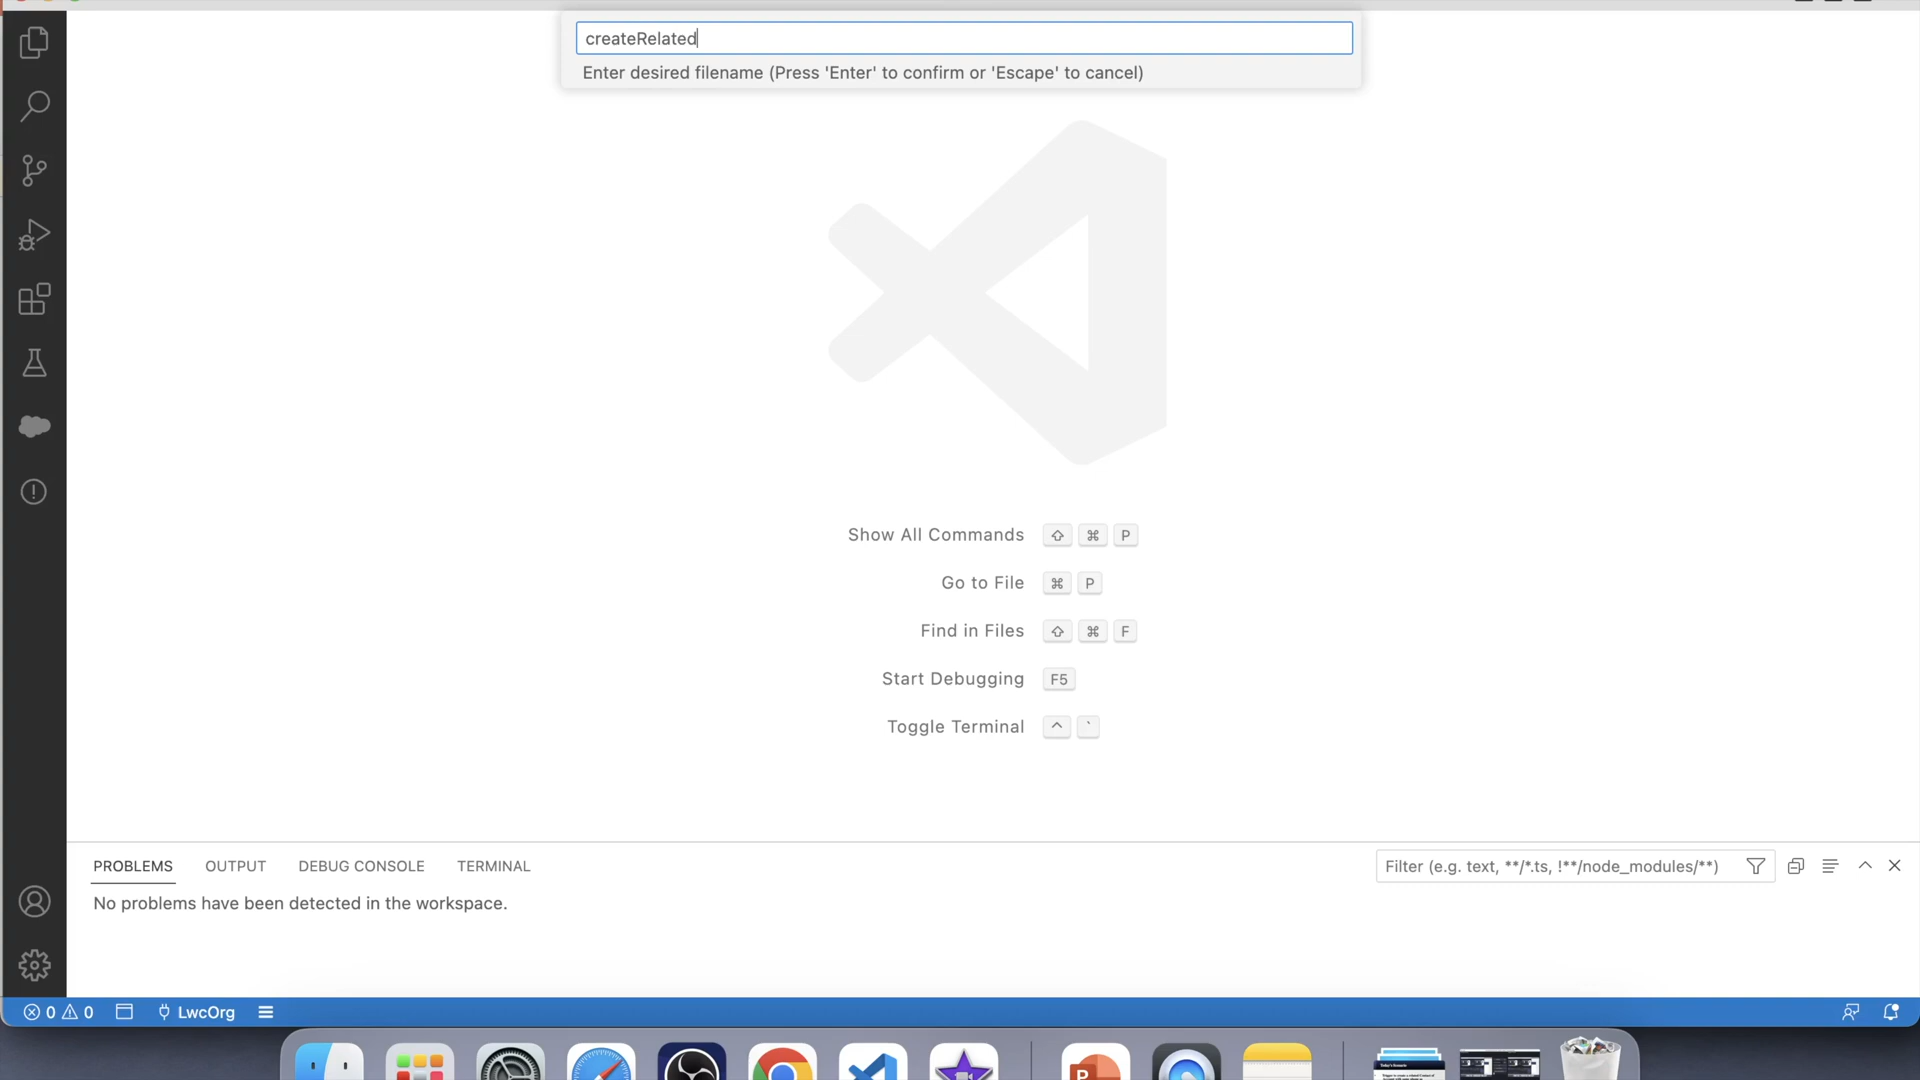 createRelated
Enter desired filename (Press 'Enter' to confirm or 'Escape' to cancel)
Show All Commands ⇧ ⌘ P
Go to File ⌘ P
Find in Files ⇧ ⌘ F
Start Debugging F5
Toggle Terminal ^ `
PROBLEMS OUTPUT DEBUG CONSOLE TERMINAL Filter (e.g. text, **/*.ts, !**/node_modules/**)
No problems have been detected in the workspace.
0 0 LwcOrg